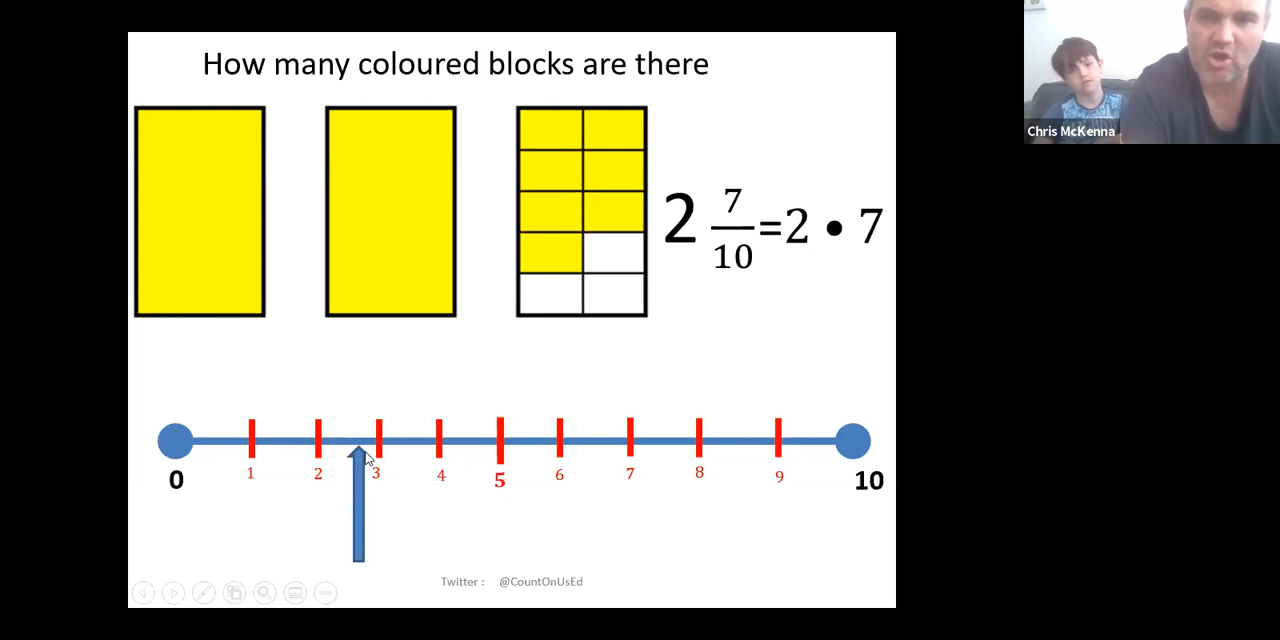 How many coloured blocks are there
Chris McKenna
2 7/10 =2 • 7
0 1 2 3 4 5 6 7 8 9 10
Twitter : @CountOnUsEd